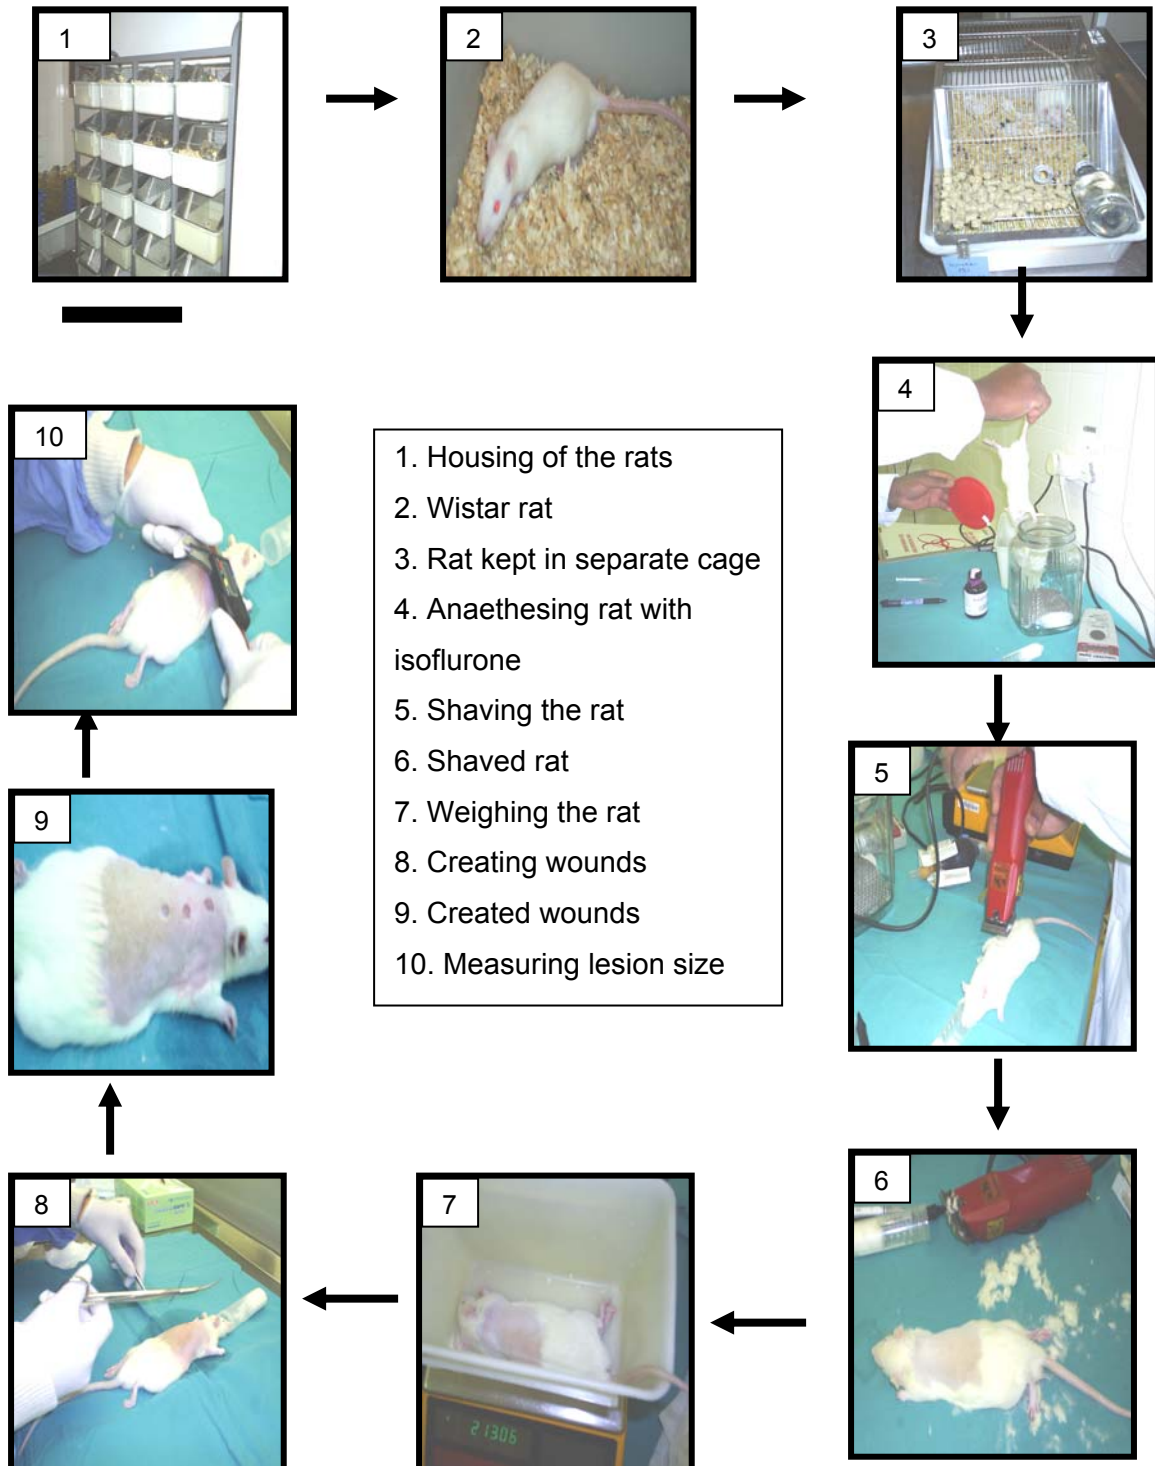 1
2
3
4
5
6
7
8
9
10
1. Housing of the rats
2. Wistar rat
3. Rat kept in separate cage
4. Anaethesing rat with
isoflurone
5. Shaving the rat
6. Shaved rat
7. Weighing the rat
8. Creating wounds
9. Created wounds
10. Measuring lesion size